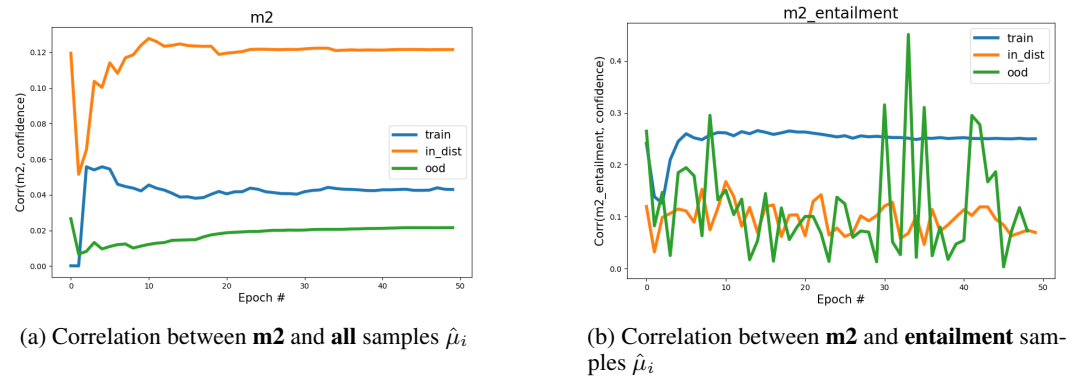 m2
Corr(m2, confidence)
0.12
0.10
0.08
0.06
0.04
0.02
0.00
train
in_dist
ood
0
10
20
30
40
50
Epoch #
(a) Correlation between m2 and all samples μ̂ᵢ
m2_entailment
Corr(m2_entailment, confidence)
0.4
0.3
0.2
0.1
0.0
train
in_dist
ood
0
10
20
30
40
50
Epoch #
(b) Correlation between m2 and entailment sam-
ples μ̂ᵢ